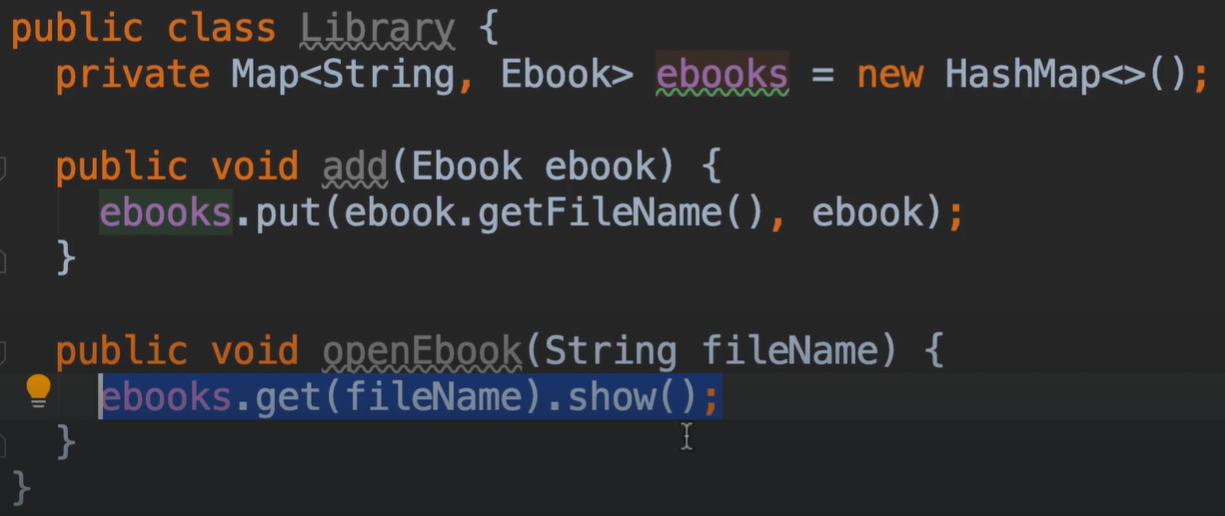 public class Library {
private Map<String, Ebook> ebooks = new HashMap<>();
public void add(Ebook ebook) {
ebooks.put(ebook.getFileName(), ebook);
}
public void openEbook(String fileName) {
ebooks.get(fileName).show();
}
}